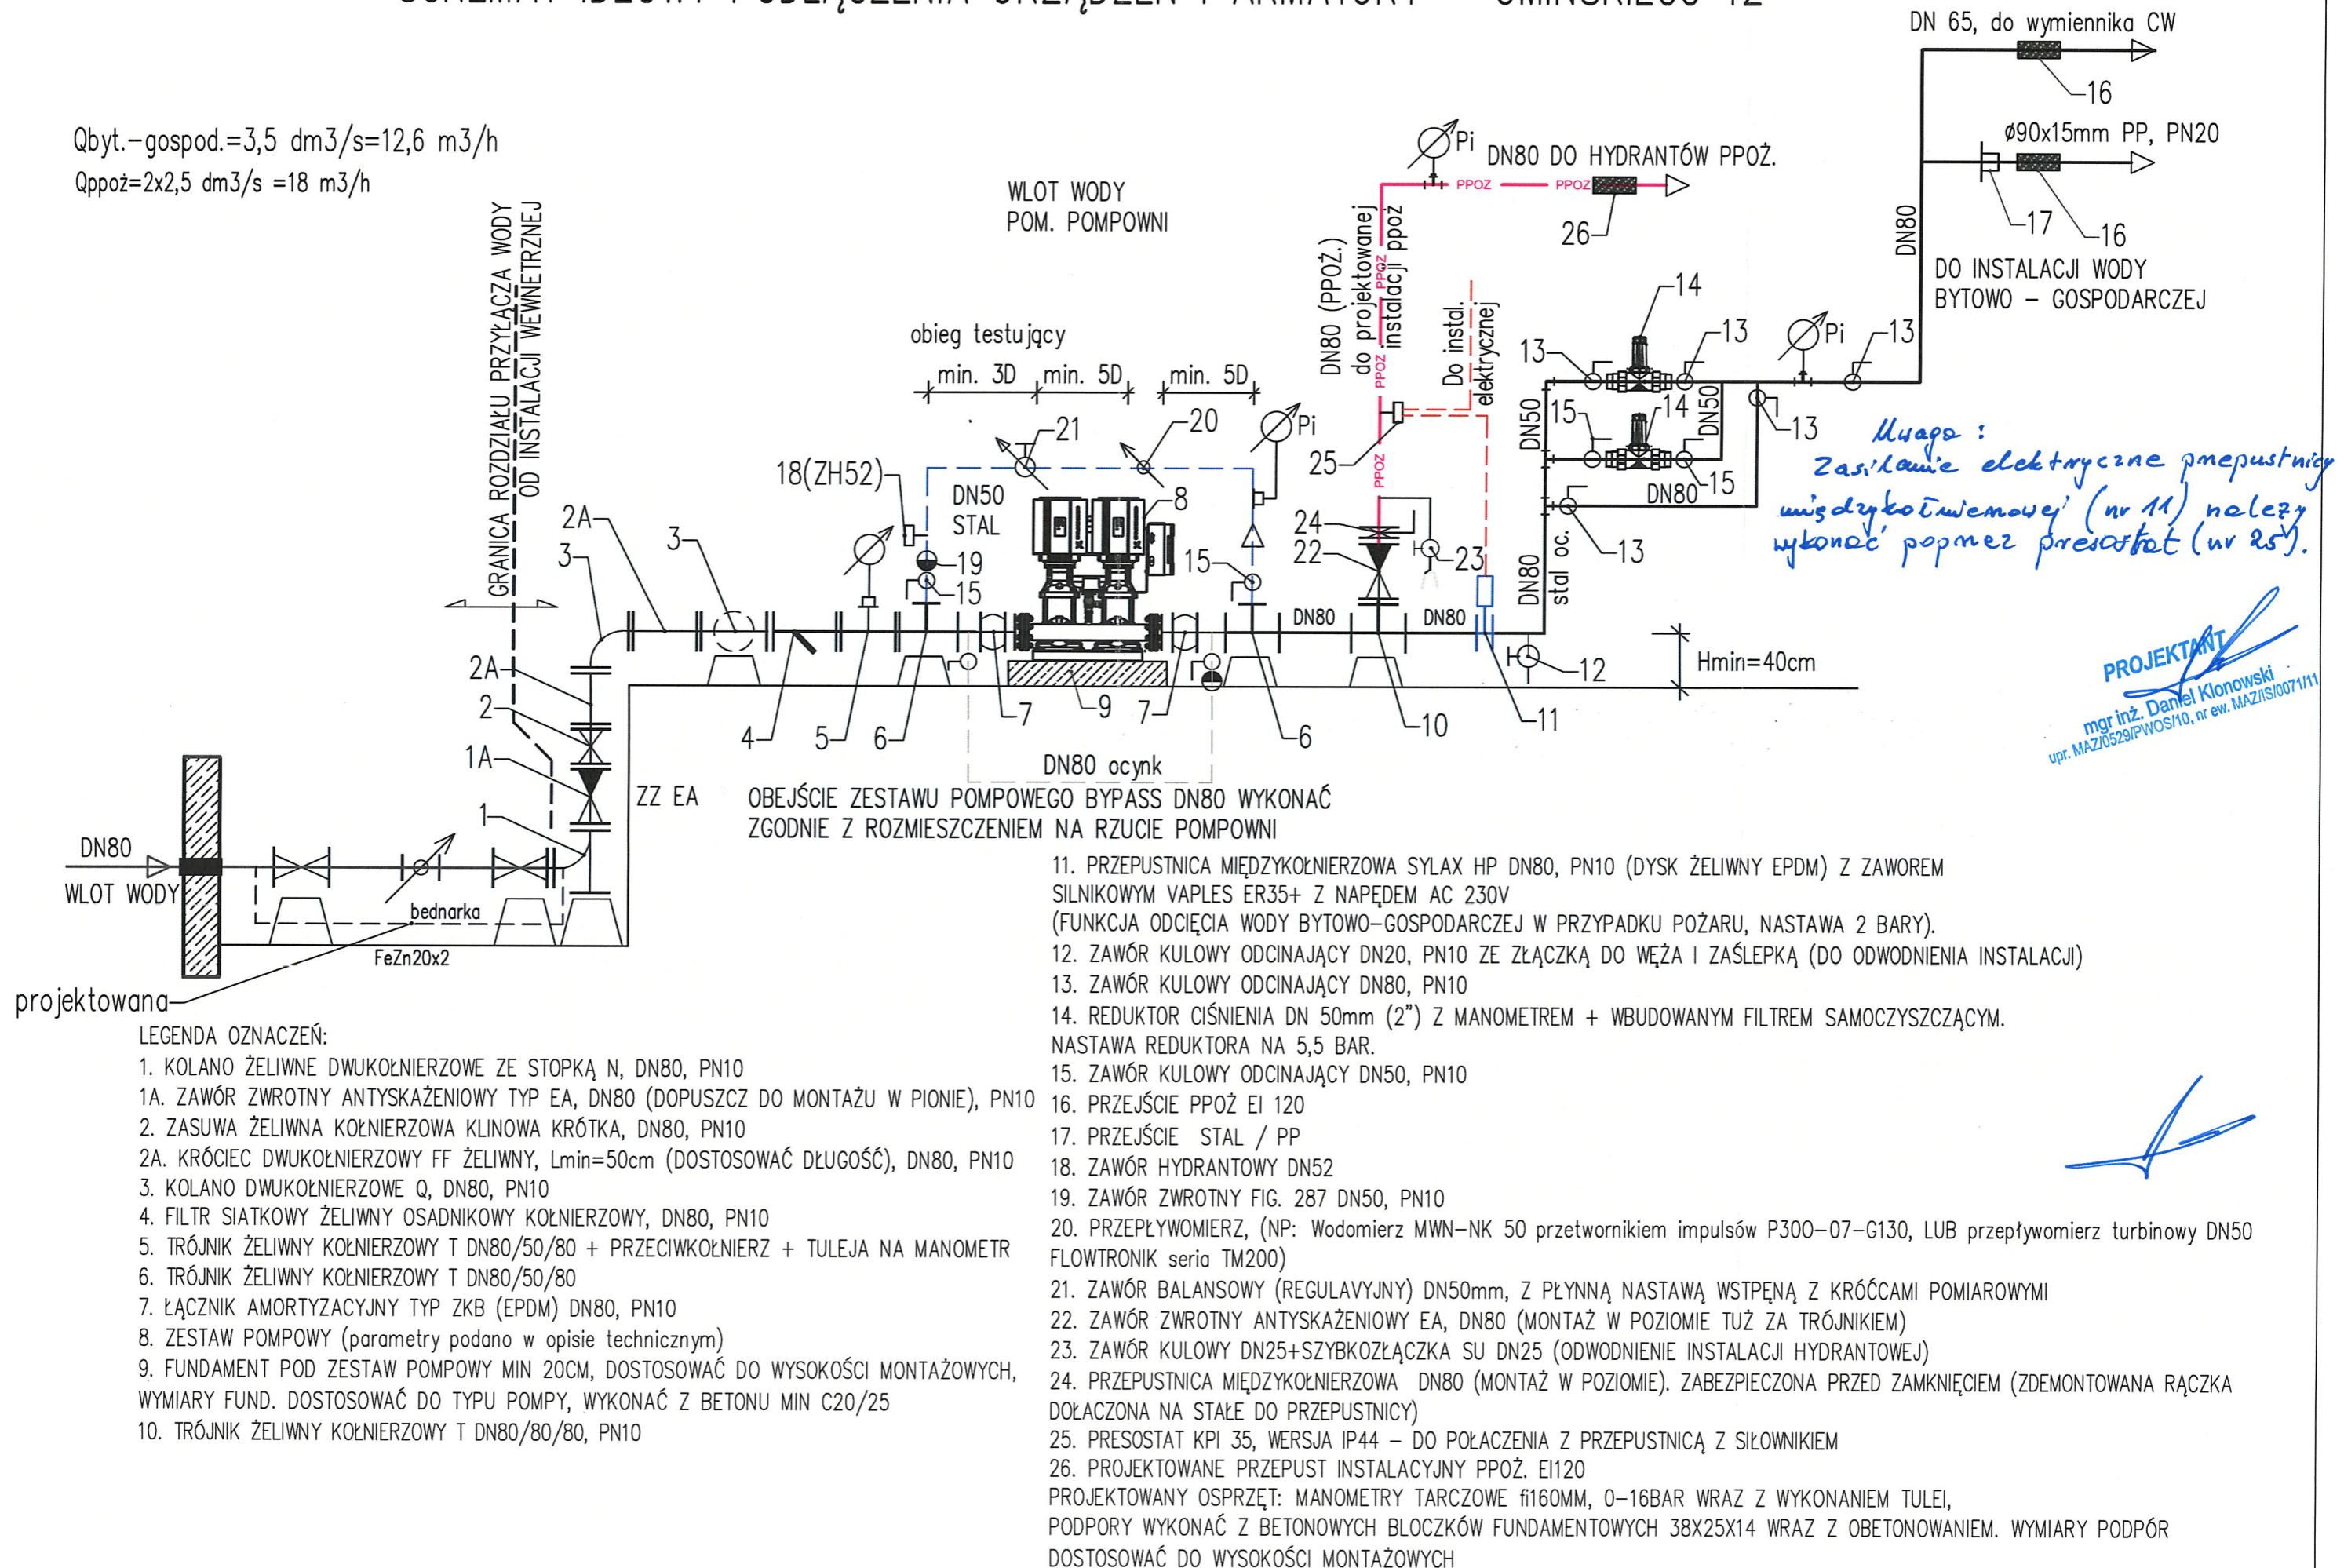 DN 65, do wymiennika CW
16
Qbyt.-gospod.=3,5 dm3/s=12,6 m3/h
Qppoż=2x2,5 dm3/s =18 m3/h
WLOT WODY
POM. POMPOWNI
Pi
DN80 DO HYDRANTÓW PPOŻ.
PPOZ
PPOZ
26
ø90x15mm PP, PN20
17
16
DN80
DO INSTALACJI WODY
BYTOWO – GOSPODARCZEJ
GRANICA ROZDZIAŁU PRZYŁĄCZA WODY
OD INSTALACJI WEWNETRZNEJ
DN80 (PPOŻ.)
do projektowanej
instalacji ppoż
PPOZ
PPOZ
PPOZ
Do instal.
elektrycznej
obieg testujący
min. 3D
min. 5D
min. 5D
14
13
13
Pi
13
21
20
Pi
25
DN50
15
14
DN50
13
15
DN80
13
18(ZH52)
DN50
STAL
8
19
15
15
24
22
23
DN80
stal oc.
Uwaga :
Zasilanie elektryczne przepustnicy
międzykołnierzowej (nr 11) należy
wykonać poprzez presostat (nr 25).
2A
3
3
2A
2
1A
1
DN80
DN80
12
Hmin=40cm
4
5
6
7
9
7
6
10
11
PROJEKTANT
mgr inż. Daniel Klonowski
upr. MAZ/0529/PWOS/10, nr ew. MAZ/IS/0071/11
DN80 ocynk
ZZ EA
OBEJŚCIE ZESTAWU POMPOWEGO BYPASS DN80 WYKONAĆ
ZGODNIE Z ROZMIESZCZENIEM NA RZUCIE POMPOWNI
DN80
WLOT WODY
bednarka
FeZn20x2
projektowana
LEGENDA OZNACZEŃ:
1. KOLANO ŻELIWNE DWUKOŁNIERZOWE ZE STOPKĄ N, DN80, PN10
1A. ZAWÓR ZWROTNY ANTYSKAŻENIOWY TYP EA, DN80 (DOPUSZCZ DO MONTAŻU W PIONIE), PN10
2. ZASUWA ŻELIWNA KOŁNIERZOWA KLINOWA KRÓTKA, DN80, PN10
2A. KRÓCIEC DWUKOŁNIERZOWY FF ŻELIWNY, Lmin=50cm (DOSTOSOWAĆ DŁUGOŚĆ), DN80, PN10
3. KOLANO DWUKOŁNIERZOWE Q, DN80, PN10
4. FILTR SIATKOWY ŻELIWNY OSADNIKOWY KOŁNIERZOWY, DN80, PN10
5. TRÓJNIK ŻELIWNY KOŁNIERZOWY T DN80/50/80 + PRZECIWKOŁNIERZ + TULEJA NA MANOMETR
6. TRÓJNIK ŻELIWNY KOŁNIERZOWY T DN80/50/80
7. ŁĄCZNIK AMORTYZACYJNY TYP ZKB (EPDM) DN80, PN10
8. ZESTAW POMPOWY (parametry podano w opisie technicznym)
9. FUNDAMENT POD ZESTAW POMPOWY MIN 20CM, DOSTOSOWAĆ DO WYSOKOŚCI MONTAŻOWYCH,
WYMIARY FUND. DOSTOSOWAĆ DO TYPU POMPY, WYKONAĆ Z BETONU MIN C20/25
10. TRÓJNIK ŻELIWNY KOŁNIERZOWY T DN80/80/80, PN10
11. PRZEPUSTNICA MIĘDZYKOŁNIERZOWA SYLAX HP DN80, PN10 (DYSK ŻELIWNY EPDM) Z ZAWOREM
SILNIKOWYM VAPLES ER35+ Z NAPĘDEM AC 230V
(FUNKCJA ODCIĘCIA WODY BYTOWO-GOSPODARCZEJ W PRZYPADKU POŻARU, NASTAWA 2 BARY).
12. ZAWÓR KULOWY ODCINAJĄCY DN20, PN10 ZE ZŁĄCZKĄ DO WĘŻA I ZAŚLEPKĄ (DO ODWODNIENIA INSTALACJI)
13. ZAWÓR KULOWY ODCINAJĄCY DN80, PN10
14. REDUKTOR CIŚNIENIA DN 50mm (2") Z MANOMETREM + WBUDOWANYM FILTREM SAMOCZYSZCZĄCYM.
NASTAWA REDUKTORA NA 5,5 BAR.
15. ZAWÓR KULOWY ODCINAJĄCY DN50, PN10
16. PRZEJŚCIE PPOŻ EI 120
17. PRZEJŚCIE STAL / PP
18. ZAWÓR HYDRANTOWY DN52
19. ZAWÓR ZWROTNY FIG. 287 DN50, PN10
20. PRZEPŁYWOMIERZ, (NP: Wodomierz MWN-NK 50 przetwornikiem impulsów P300-07-G130, LUB przepływomierz turbinowy DN50
FLOWTRONIK seria TM200)
21. ZAWÓR BALANSOWY (REGULAVYJNY) DN50mm, Z PŁYNNĄ NASTAWĄ WSTPĘNĄ Z KRÓĆCAMI POMIAROWYMI
22. ZAWÓR ZWROTNY ANTYSKAŻENIOWY EA, DN80 (MONTAŻ W POZIOMIE TUŻ ZA TRÓJNIKIEM)
23. ZAWÓR KULOWY DN25+SZYBKOZŁĄCZKA SU DN25 (ODWODNIENIE INSTALACJI HYDRANTOWEJ)
24. PRZEPUSTNICA MIĘDZYKOŁNIERZOWA DN80 (MONTAŻ W POZIOMIE). ZABEZPIECZONA PRZED ZAMKNIĘCIEM (ZDEMONTOWANA RĄCZKA
DOŁACZONA NA STAŁE DO PRZEPUSTNICY)
25. PRESOSTAT KPI 35, WERSJA IP44 – DO POŁACZENIA Z PRZEPUSTNICĄ Z SIŁOWNIKIEM
26. PROJEKTOWANE PRZEPUST INSTALACYJNY PPOŻ. EI120
PROJEKTOWANY OSPRZĘT: MANOMETRY TARCZOWE fi160MM, 0-16BAR WRAZ Z WYKONANIEM TULEI,
PODPORY WYKONAĆ Z BETONOWYCH BLOCZKÓW FUNDAMENTOWYCH 38X25X14 WRAZ Z OBETONOWANIEM. WYMIARY PODPÓR
DOSTOSOWAĆ DO WYSOKOŚCI MONTAŻOWYCH